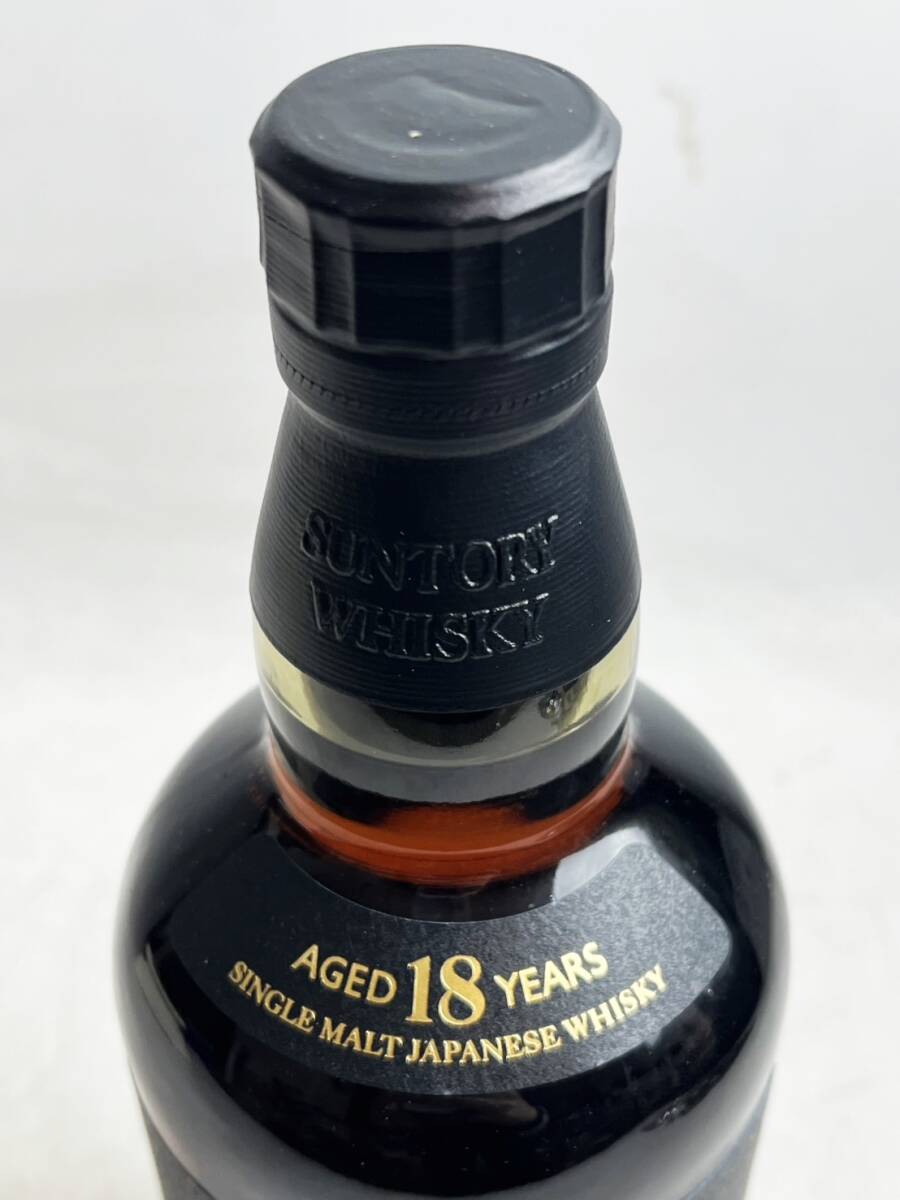 SUNTORY
WHISKY
AGED 18 YEARS
SINGLE MALT JAPANESE WHISKY